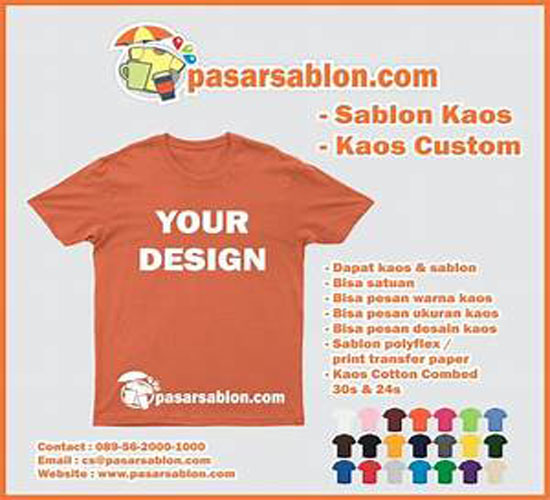 pasarsablon.com
- Sablon Kaos
- Kaos Custom
YOUR
DESIGN
pasarsablon.com
- Dapat kaos & sablon
- Bisa satuan
- Bisa pesan warna kaos
- Bisa pesan ukuran kaos
- Bisa pesan desain kaos
- Sablon polyflex /
print transfer paper
- Kaos Cotton Combed
30s & 24s
Contact : 089-56-2000-1000
Email : cs@pasarsablon.com
Website : www.pasarsablon.com